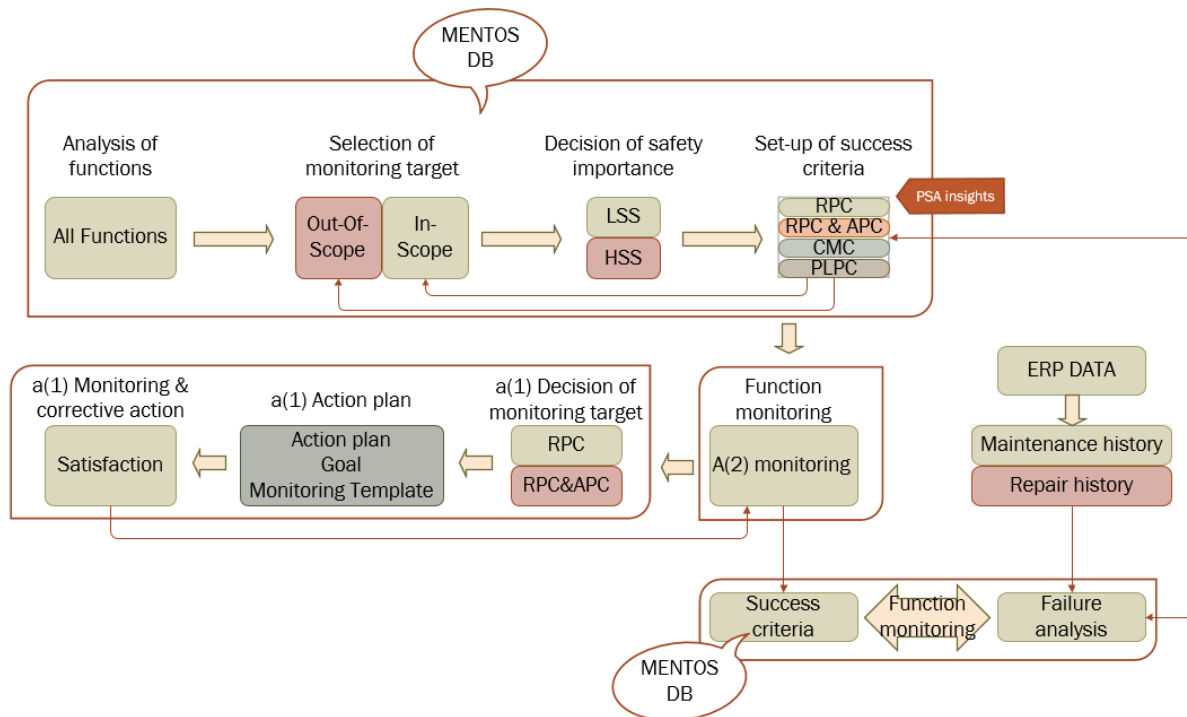 MENTOS
DB
Analysis of
functions
Selection of
monitoring target
Decision of safety
importance
Set-up of success
criteria
All Functions
Out-Of-
Scope
In-
Scope
LSS
HSS
RPC
RPC & APC
CMC
PLPC
PSA insights
a(1) Monitoring &
corrective action
a(1) Action plan
a(1) Decision of
monitoring target
Function
monitoring
Satisfaction
Action plan
Goal
Monitoring Template
RPC
RPC&APC
A(2) monitoring
ERP DATA
Maintenance history
Repair history
Success
criteria
Function
monitoring
Failure
analysis
MENTOS
DB